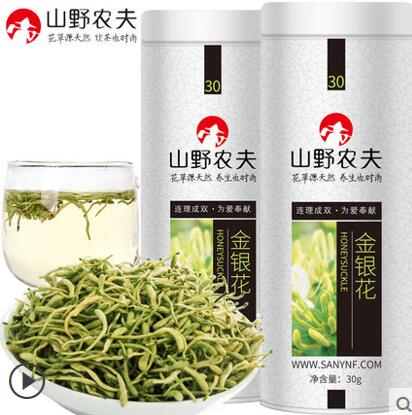 山野农夫
花草源天然 饮茶也时尚
30
山野农夫
花草源天然 养生也时尚
连理成双·为爱奉献
金银花
HONEYSUCKLE
30
山野农夫
花草源天然 养生也时尚
连理成双·为爱奉献
金银花
HONEYSUCKLE
WWW.SANYNF.COM
净含量：30g